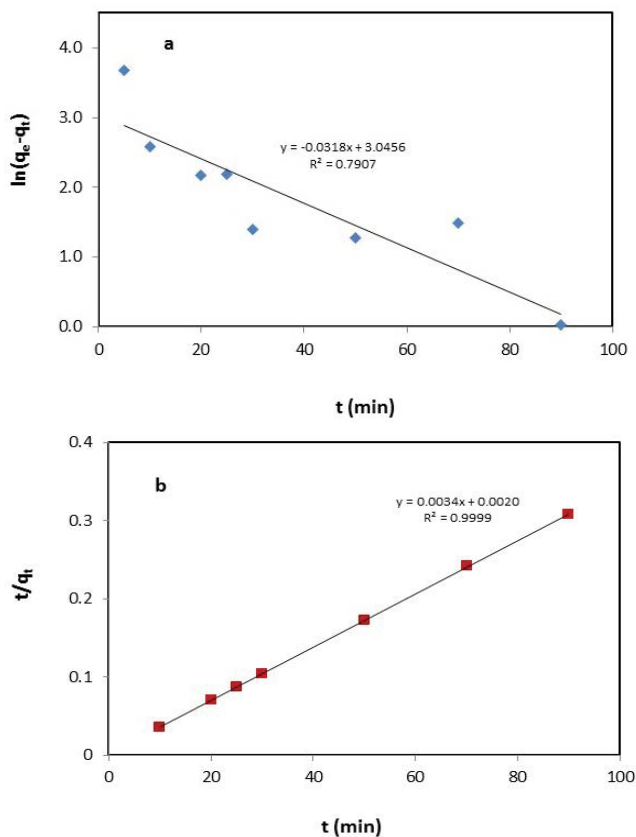 a
ln(qe-qt)
4.0
3.0
2.0
1.0
0.0
y = -0.0318x + 3.0456
R² = 0.7907
0 20 40 60 80 100
t (min)
b
t/qt
0.4
0.3
0.2
0.1
0
y = 0.0034x + 0.0020
R² = 0.9999
0 20 40 60 80 100
t (min)